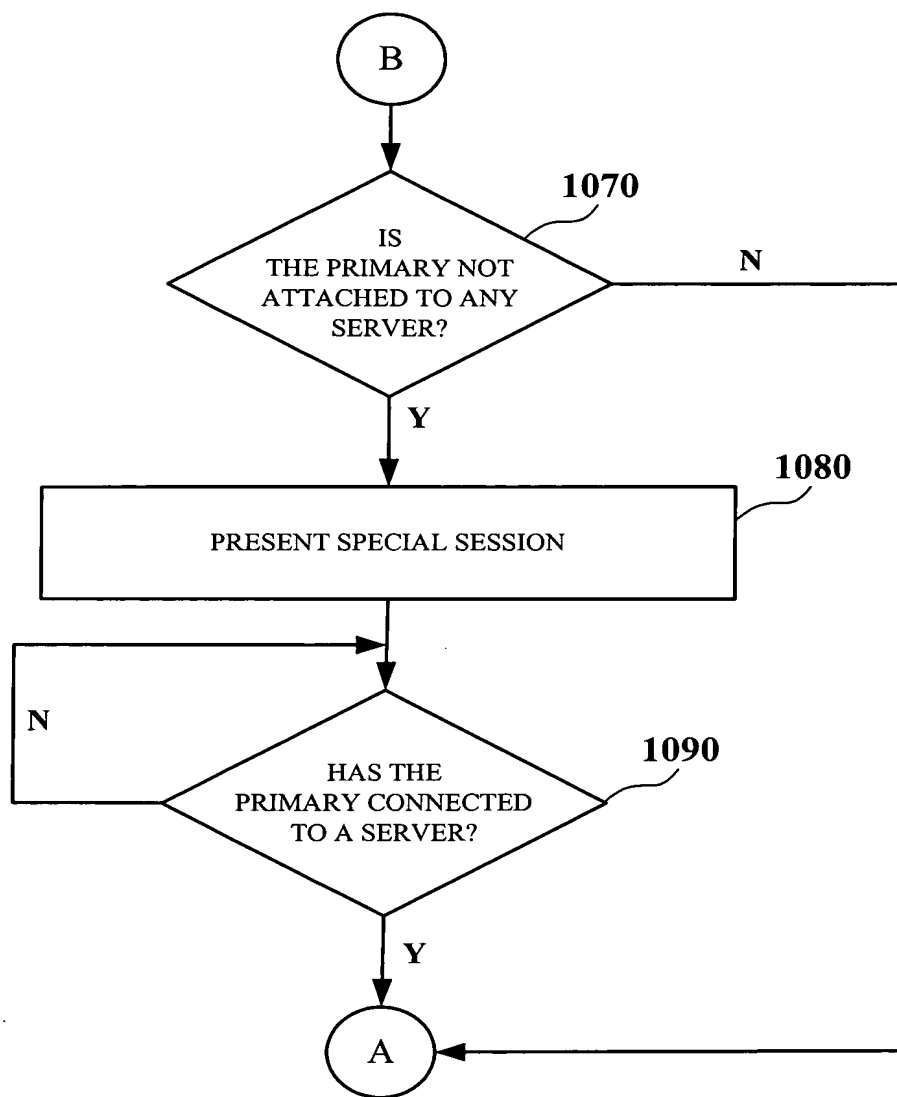 B
1070
IS
THE PRIMARY NOT
ATTACHED TO ANY
SERVER?
N
Y
1080
PRESENT SPECIAL SESSION
N
1090
HAS THE
PRIMARY CONNECTED
TO A SERVER?
Y
A